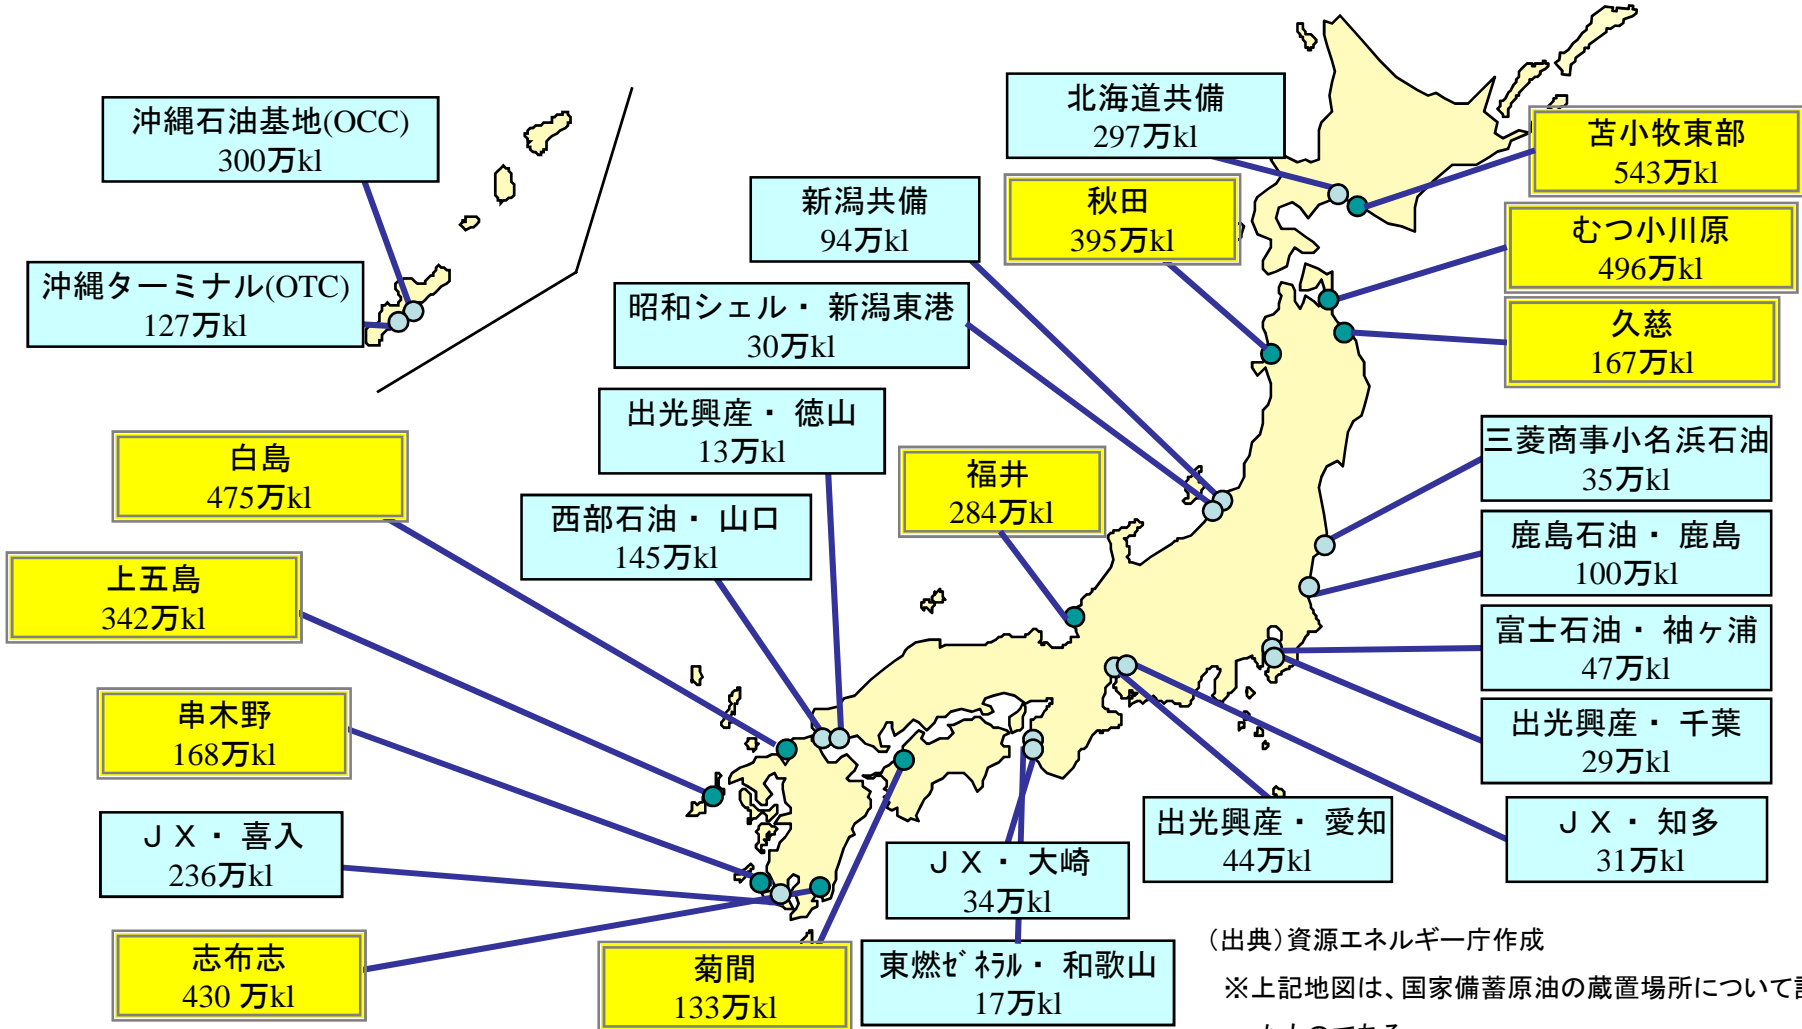 北海道共備
297万kl
沖縄石油基地(OCC)
300万kl
苫小牧東部
543万kl
新潟共備
94万kl
秋田
395万kl
むつ小川原
496万kl
沖縄ターミナル(OTC)
127万kl
昭和シェル・ 新潟東港
30万kl
久慈
167万kl
出光興産・ 徳山
13万kl
三菱商事小名浜石油
35万kl
白島
475万kl
福井
284万kl
西部石油・ 山口
145万kl
鹿島石油・ 鹿島
100万kl
上五島
342万kl
富士石油・ 袖ヶ浦
47万kl
串木野
168万kl
出光興産・ 千葉
29万kl
JX・ 喜入
236万kl
出光興産・ 愛知
44万kl
JX・ 知多
31万kl
JX・ 大崎
34万kl
志布志
430 万kl
菊間
133万kl
東燃ゼネラル・ 和歌山
17万kl
(出典)資源エネルギー庁作成
※上記地図は、国家備蓄原油の蔵置場所について
たものである